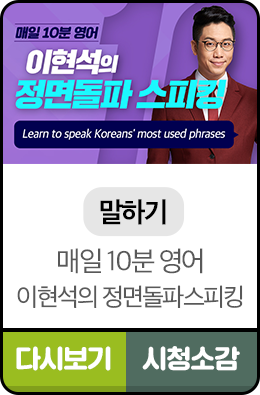 매일 10분 영어
이현석의
정면돌파 스피킹
Learn to speak Koreans' most used phrases
말하기
매일 10분 영어
이현석의 정면돌파스피킹
다시보기
시청소감